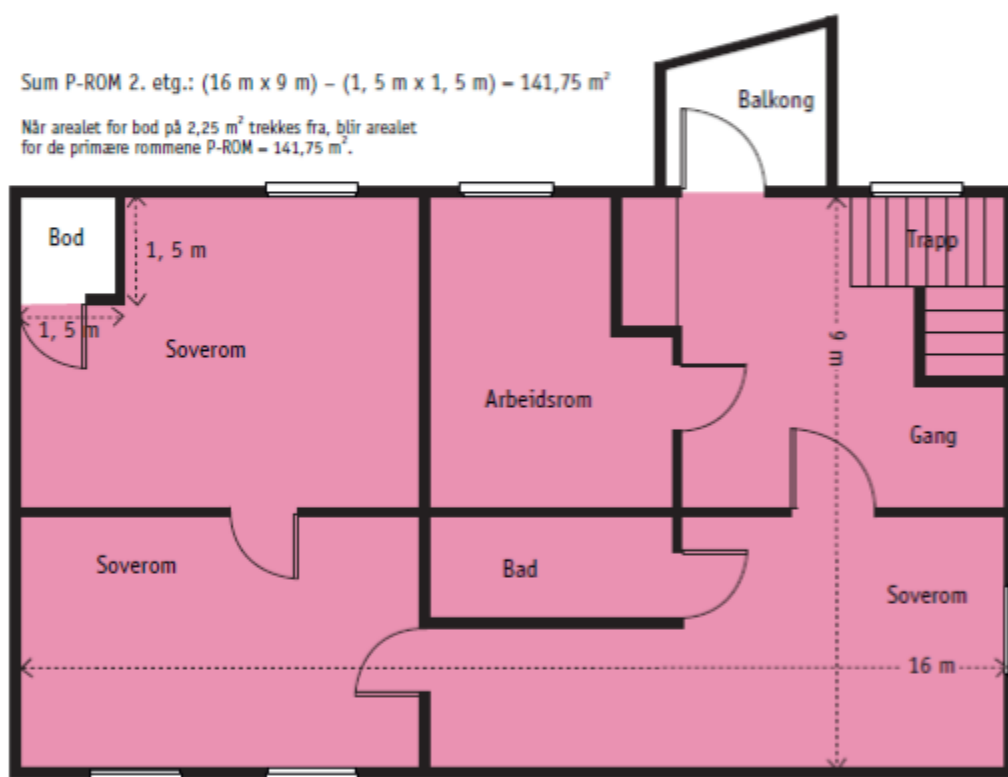 Sum P-ROM 2. etg.: (16 m x 9 m) – (1, 5 m x 1, 5 m) = 141,75 m²
Når arealet for bod på 2,25 m² trekkes fra, blir arealet
for de primære rommene P-ROM = 141,75 m².
Balkong
Bod
1, 5 m
Trapp
1, 5 m
Soverom
9 m
Arbeidsrom
Gang
Soverom
Bad
Soverom
16 m